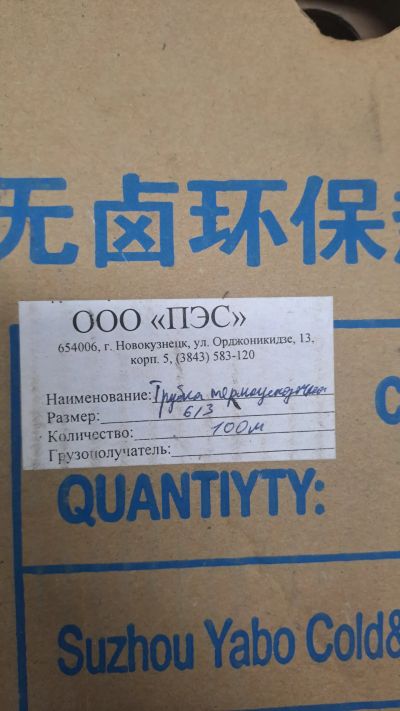 无卤环保
ООО «ПЭС»
654006, г. Новокузнецк, ул. Орджоникидзе, 13,
корп. 5, (3843) 583-120
Наименование: Трубка термоусадочная
Размер: 6/3
Количество: 100м
Грузополучатель:
QUANTIYTY:
Suzhou Yabo Cold&